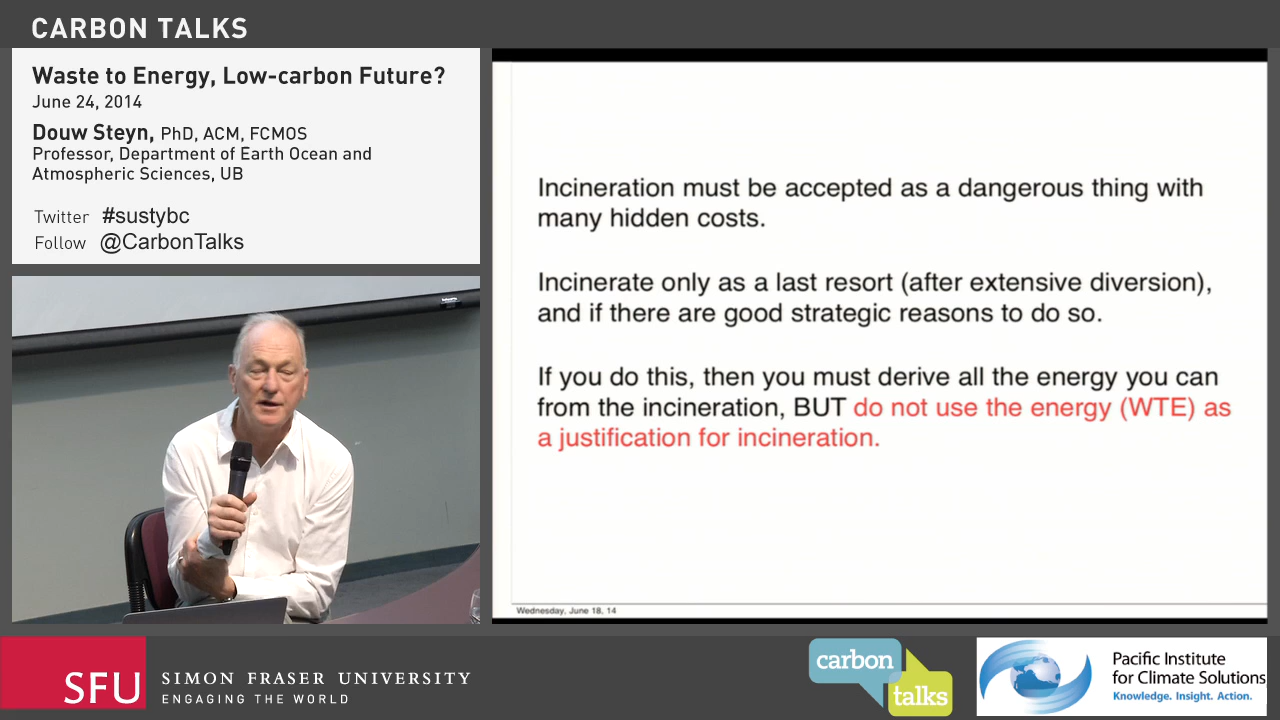 CARBON TALKS
Waste to Energy, Low-carbon Future?
June 24, 2014
Douw Steyn, PhD, ACM, FCMOS
Professor, Department of Earth Ocean and
Atmospheric Sciences, UB
Twitter #sustybc
Follow @CarbonTalks
Incineration must be accepted as a dangerous thing with
many hidden costs.
Incinerate only as a last resort (after extensive diversion),
and if there are good strategic reasons to do so.
If you do this, then you must derive all the energy you can
from the incineration, BUT do not use the energy (WTE) as
a justification for incineration.
Wednesday, June 18, 14
SFU
SIMON FRASER UNIVERSITY
ENGAGING THE WORLD
carbon
talks
Pacific Institute
for Climate Solutions
Knowledge. Insight. Action.